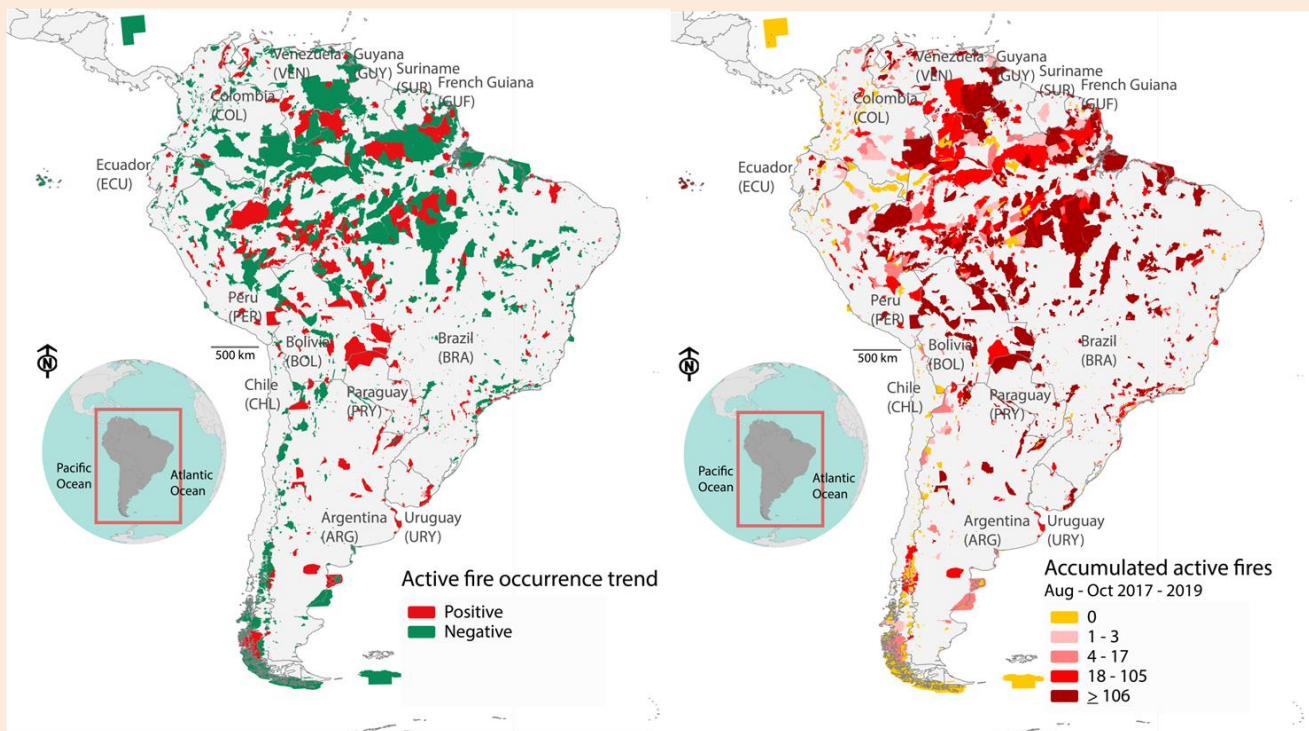 Venezuela
(VEN)
Guyana
(GUY)
Suriname
(SUR)
French Guiana
(GUF)
Colombia
(COL)
Ecuador
(ECU)
Peru
(PER)
Bolivia
(BOL)
Brazil
(BRA)
500 km
N
Chile
(CHL)
Paraguay
(PRY)
Pacific
Ocean
Atlantic
Ocean
Argentina
(ARG)
Uruguay
(URY)
Active fire occurrence trend
Positive
Negative
Venezuela
(VEN)
Guyana
(GUY)
Suriname
(SUR)
French Guiana
(GUF)
Colombia
(COL)
Ecuador
(ECU)
Peru
(PER)
Bolivia
(BOL)
Brazil
(BRA)
500 km
N
Chile
(CHL)
Paraguay
(PRY)
Pacific
Ocean
Atlantic
Ocean
Argentina
(ARG)
Uruguay
(URY)
Accumulated active fires
Aug - Oct 2017 - 2019
0
1 - 3
4 - 17
18 - 105
≥ 106